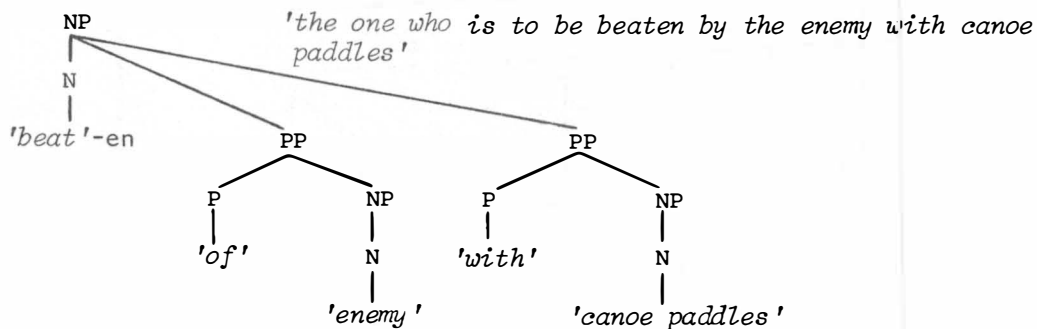 NP 'the one who is to be beaten by the enemy with canoe
paddles'
N
'beat'-en
PP PP
P NP P NP
'of' N 'with' N
'enemy' 'canoe paddles'